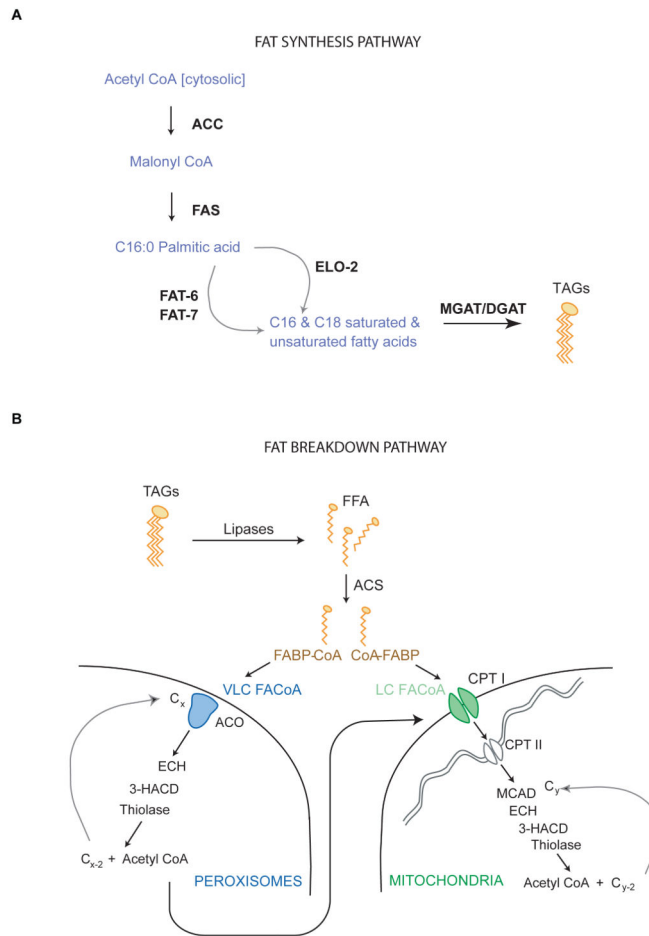 A
FAT SYNTHESIS PATHWAY
Acetyl CoA [cytosolic]
ACC
Malonyl CoA
FAS
C16:0 Palmitic acid
ELO-2
FAT-6
FAT-7
C16 & C18 saturated &
unsaturated fatty acids
MGAT/DGAT
TAGs
B
FAT BREAKDOWN PATHWAY
TAGs
Lipases
FFA
ACS
FABP-CoA CoA-FABP
VLC FACoA
LC FACoA
CPT I
Cx
ACO
CPT II
ECH
3-HACD
Thiolase
MCAD Cy
ECH
3-HACD
Thiolase
Cx-2 + Acetyl CoA
PEROXISOMES
MITOCHONDRIA
Acetyl CoA + Cy-2